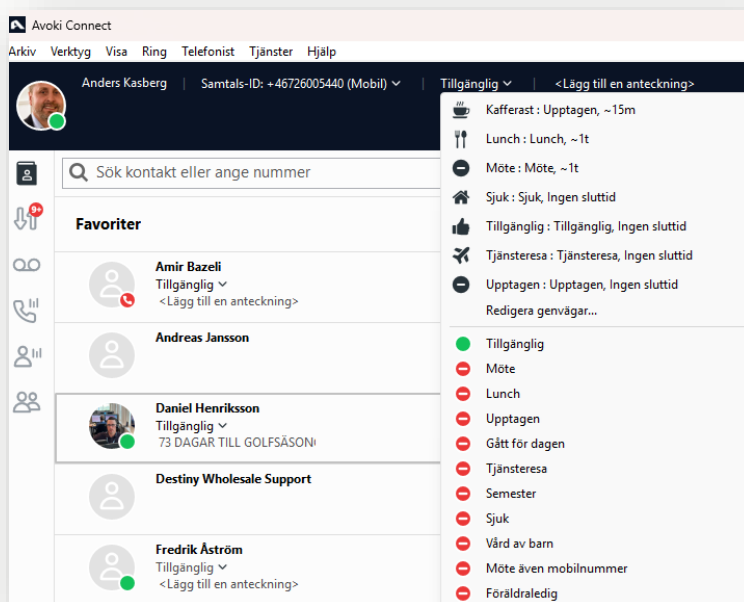 Avoki Connect
Arkiv Verktyg Visa Ring Telefonist Tjänster Hjälp
Anders Kasberg | Samtals-ID: +46726005440 (Mobil) | Tillgänglig | <Lägg till en anteckning>
Sök kontakt eller ange nummer
9+
Favoriter
Amir Bazeli
Tillgänglig
<Lägg till en anteckning>
Andreas Jansson
Daniel Henriksson
Tillgänglig
73 DAGAR TILL GOLFSÄSON
Destiny Wholesale Support
Fredrik Åström
Tillgänglig
<Lägg till en anteckning>
Kafferast : Upptagen, ~15m
Lunch : Lunch, ~1t
Möte : Möte, ~1t
Sjuk : Sjuk, Ingen sluttid
Tillgänglig : Tillgänglig, Ingen sluttid
Tjänsteresa : Tjänsteresa, Ingen sluttid
Upptagen : Upptagen, Ingen sluttid
Redigera genvägar...
Tillgänglig
Möte
Lunch
Upptagen
Gått för dagen
Tjänsteresa
Semester
Sjuk
Vård av barn
Möte även mobilnummer
Föräldraledig